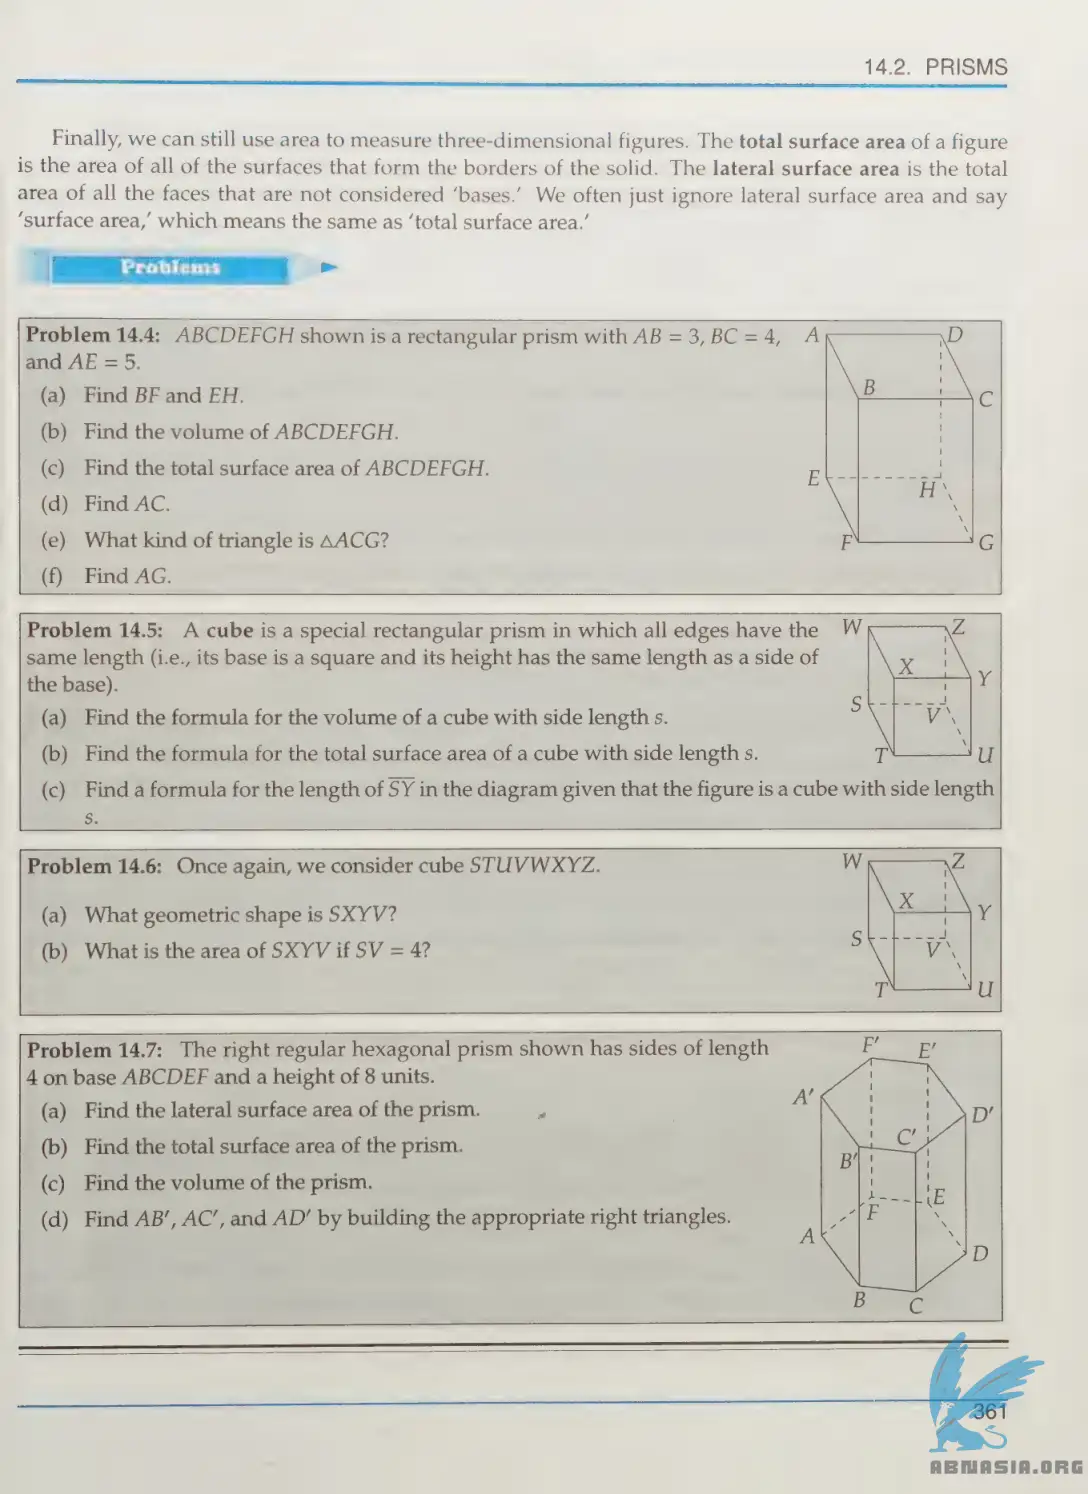 14.2. PRISMS
Finally, we can still use area to measure three-dimensional figures. The total surface area of a figure
is the area of all of the surfaces that form the borders of the solid. The lateral surface area is the total
area of all the faces that are not considered 'bases.' We often just ignore lateral surface area and say
'surface area,' which means the same as 'total surface area.'
Problems
Problem 14.4: ABCDEFGH shown is a rectangular prism with AB = 3, BC = 4,
and AE = 5.
(a) Find BF and EH.
(b) Find the volume of ABCDEFGH.
(c) Find the total surface area of ABCDEFGH.
(d) Find AC.
(e) What kind of triangle is △ACG?
(f) Find AG.
A D
B C
E H
F G
Problem 14.5: A cube is a special rectangular prism in which all edges have the
same length (i.e., its base is a square and its height has the same length as a side of
the base).
(a) Find the formula for the volume of a cube with side length s.
(b) Find the formula for the total surface area of a cube with side length s.
(c) Find a formula for the length of S̅Y̅ in the diagram given that the figure is a cube with side length
s.
W Z
X Y
S V
T U
Problem 14.6: Once again, we consider cube STUVWXYZ.
(a) What geometric shape is SXYV?
(b) What is the area of SXYV if SV = 4?
W Z
X Y
S V
T U
Problem 14.7: The right regular hexagonal prism shown has sides of length
4 on base ABCDEF and a height of 8 units.
(a) Find the lateral surface area of the prism.
(b) Find the total surface area of the prism.
(c) Find the volume of the prism.
(d) Find AB', AC', and AD' by building the appropriate right triangles.
F' E'
A' D'
C'
B'
E
F
A D
B C
361
ABNASIA.ORG